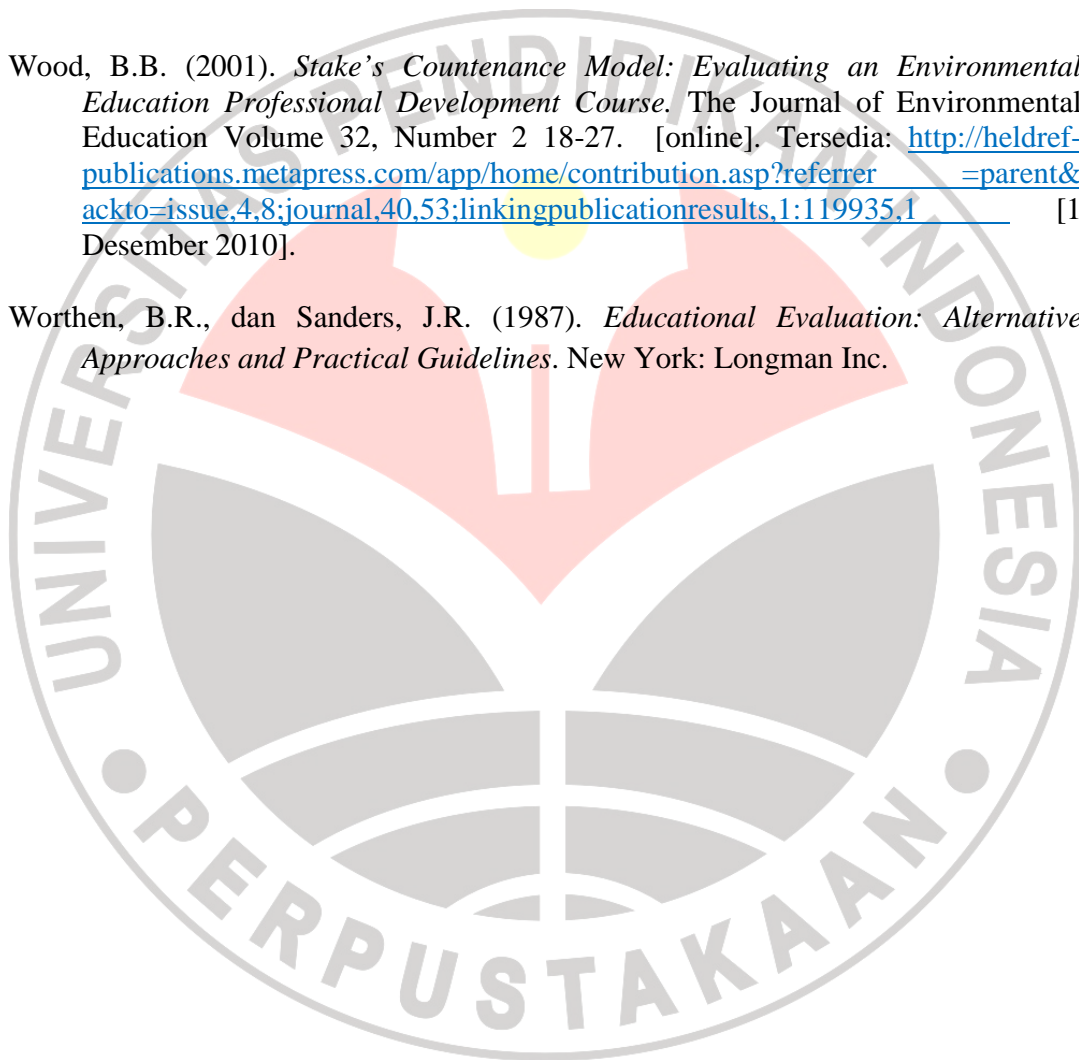 Wood, B.B. (2001). Stake’s Countenance Model: Evaluating an Environmental
Education Professional Development Course. The Journal of Environmental
Education Volume 32, Number 2 18-27. [online]. Tersedia: http://heldref-
publications.metapress.com/app/home/contribution.asp?referrer =parent&
ackto=issue,4,8;journal,40,53;linkingpublicationresults,1:119935,1 [1
Desember 2010].
Worthen, B.R., dan Sanders, J.R. (1987). Educational Evaluation: Alternative
Approaches and Practical Guidelines. New York: Longman Inc.
UNIVERSITAS PENDIDIKAN INDONESIA
PERPUSTAKAAN